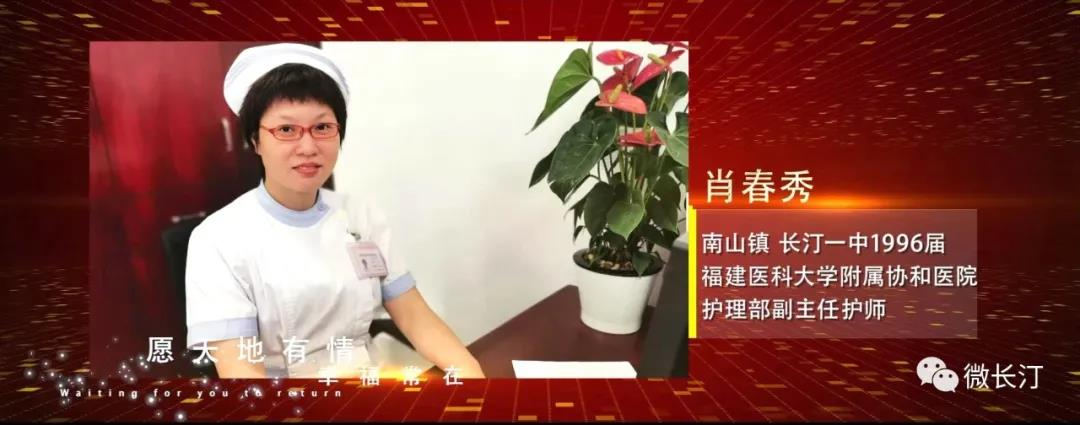 肖春秀
南山镇 长汀一中1996届
福建医科大学附属协和医院
护理部副主任护师
愿天地有情
幸福常在
Waiting for you to return
微长汀